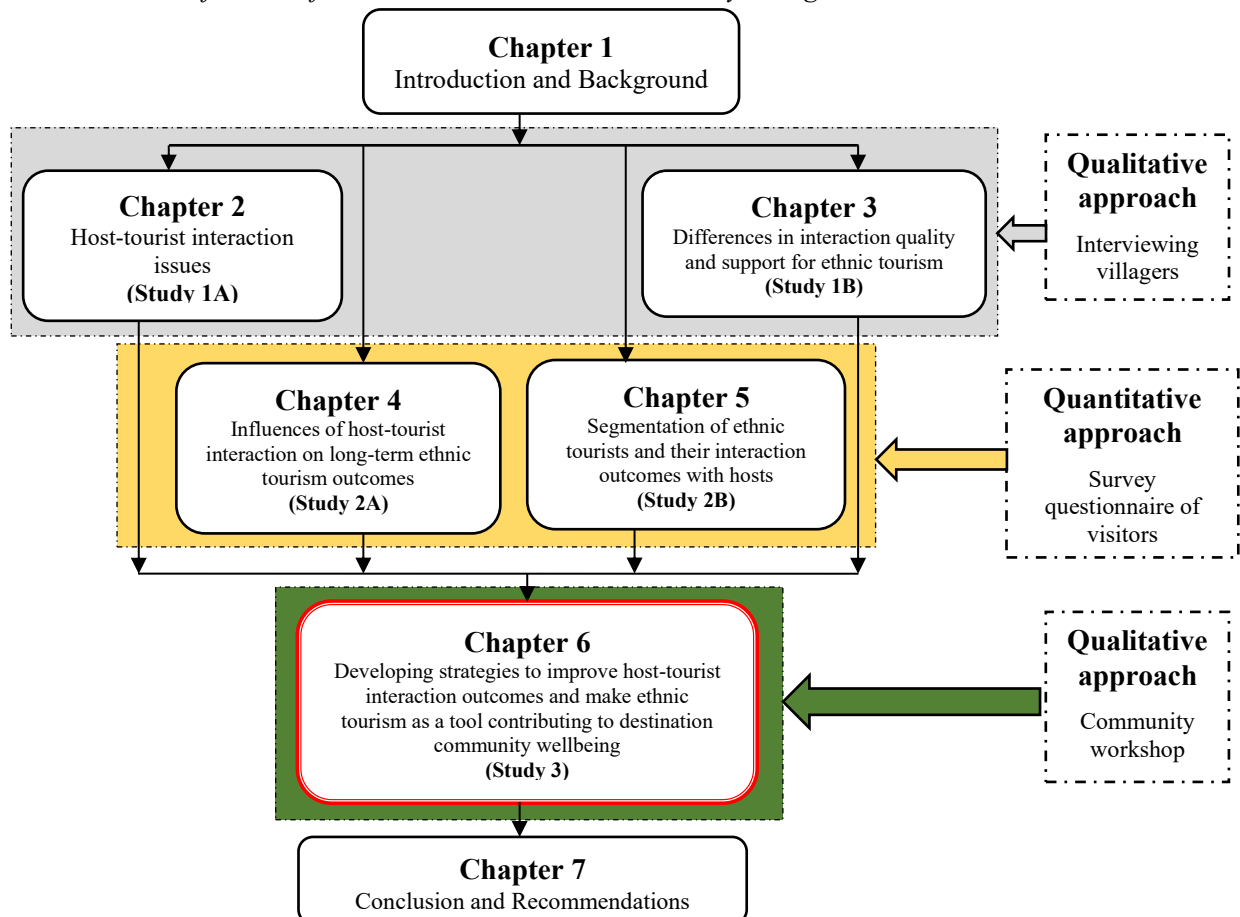 Chapter 1
Introduction and Background
Chapter 2
Host-tourist interaction
issues
(Study 1A)
Chapter 3
Differences in interaction quality
and support for ethnic tourism
(Study 1B)
Qualitative
approach
Interviewing
villagers
Chapter 4
Influences of host-tourist
interaction on long-term ethnic
tourism outcomes
(Study 2A)
Chapter 5
Segmentation of ethnic
tourists and their interaction
outcomes with hosts
(Study 2B)
Quantitative
approach
Survey
questionnaire of
visitors
Chapter 6
Developing strategies to improve host-tourist
interaction outcomes and make ethnic
tourism as a tool contributing to destination
community wellbeing
(Study 3)
Qualitative
approach
Community
workshop
Chapter 7
Conclusion and Recommendations